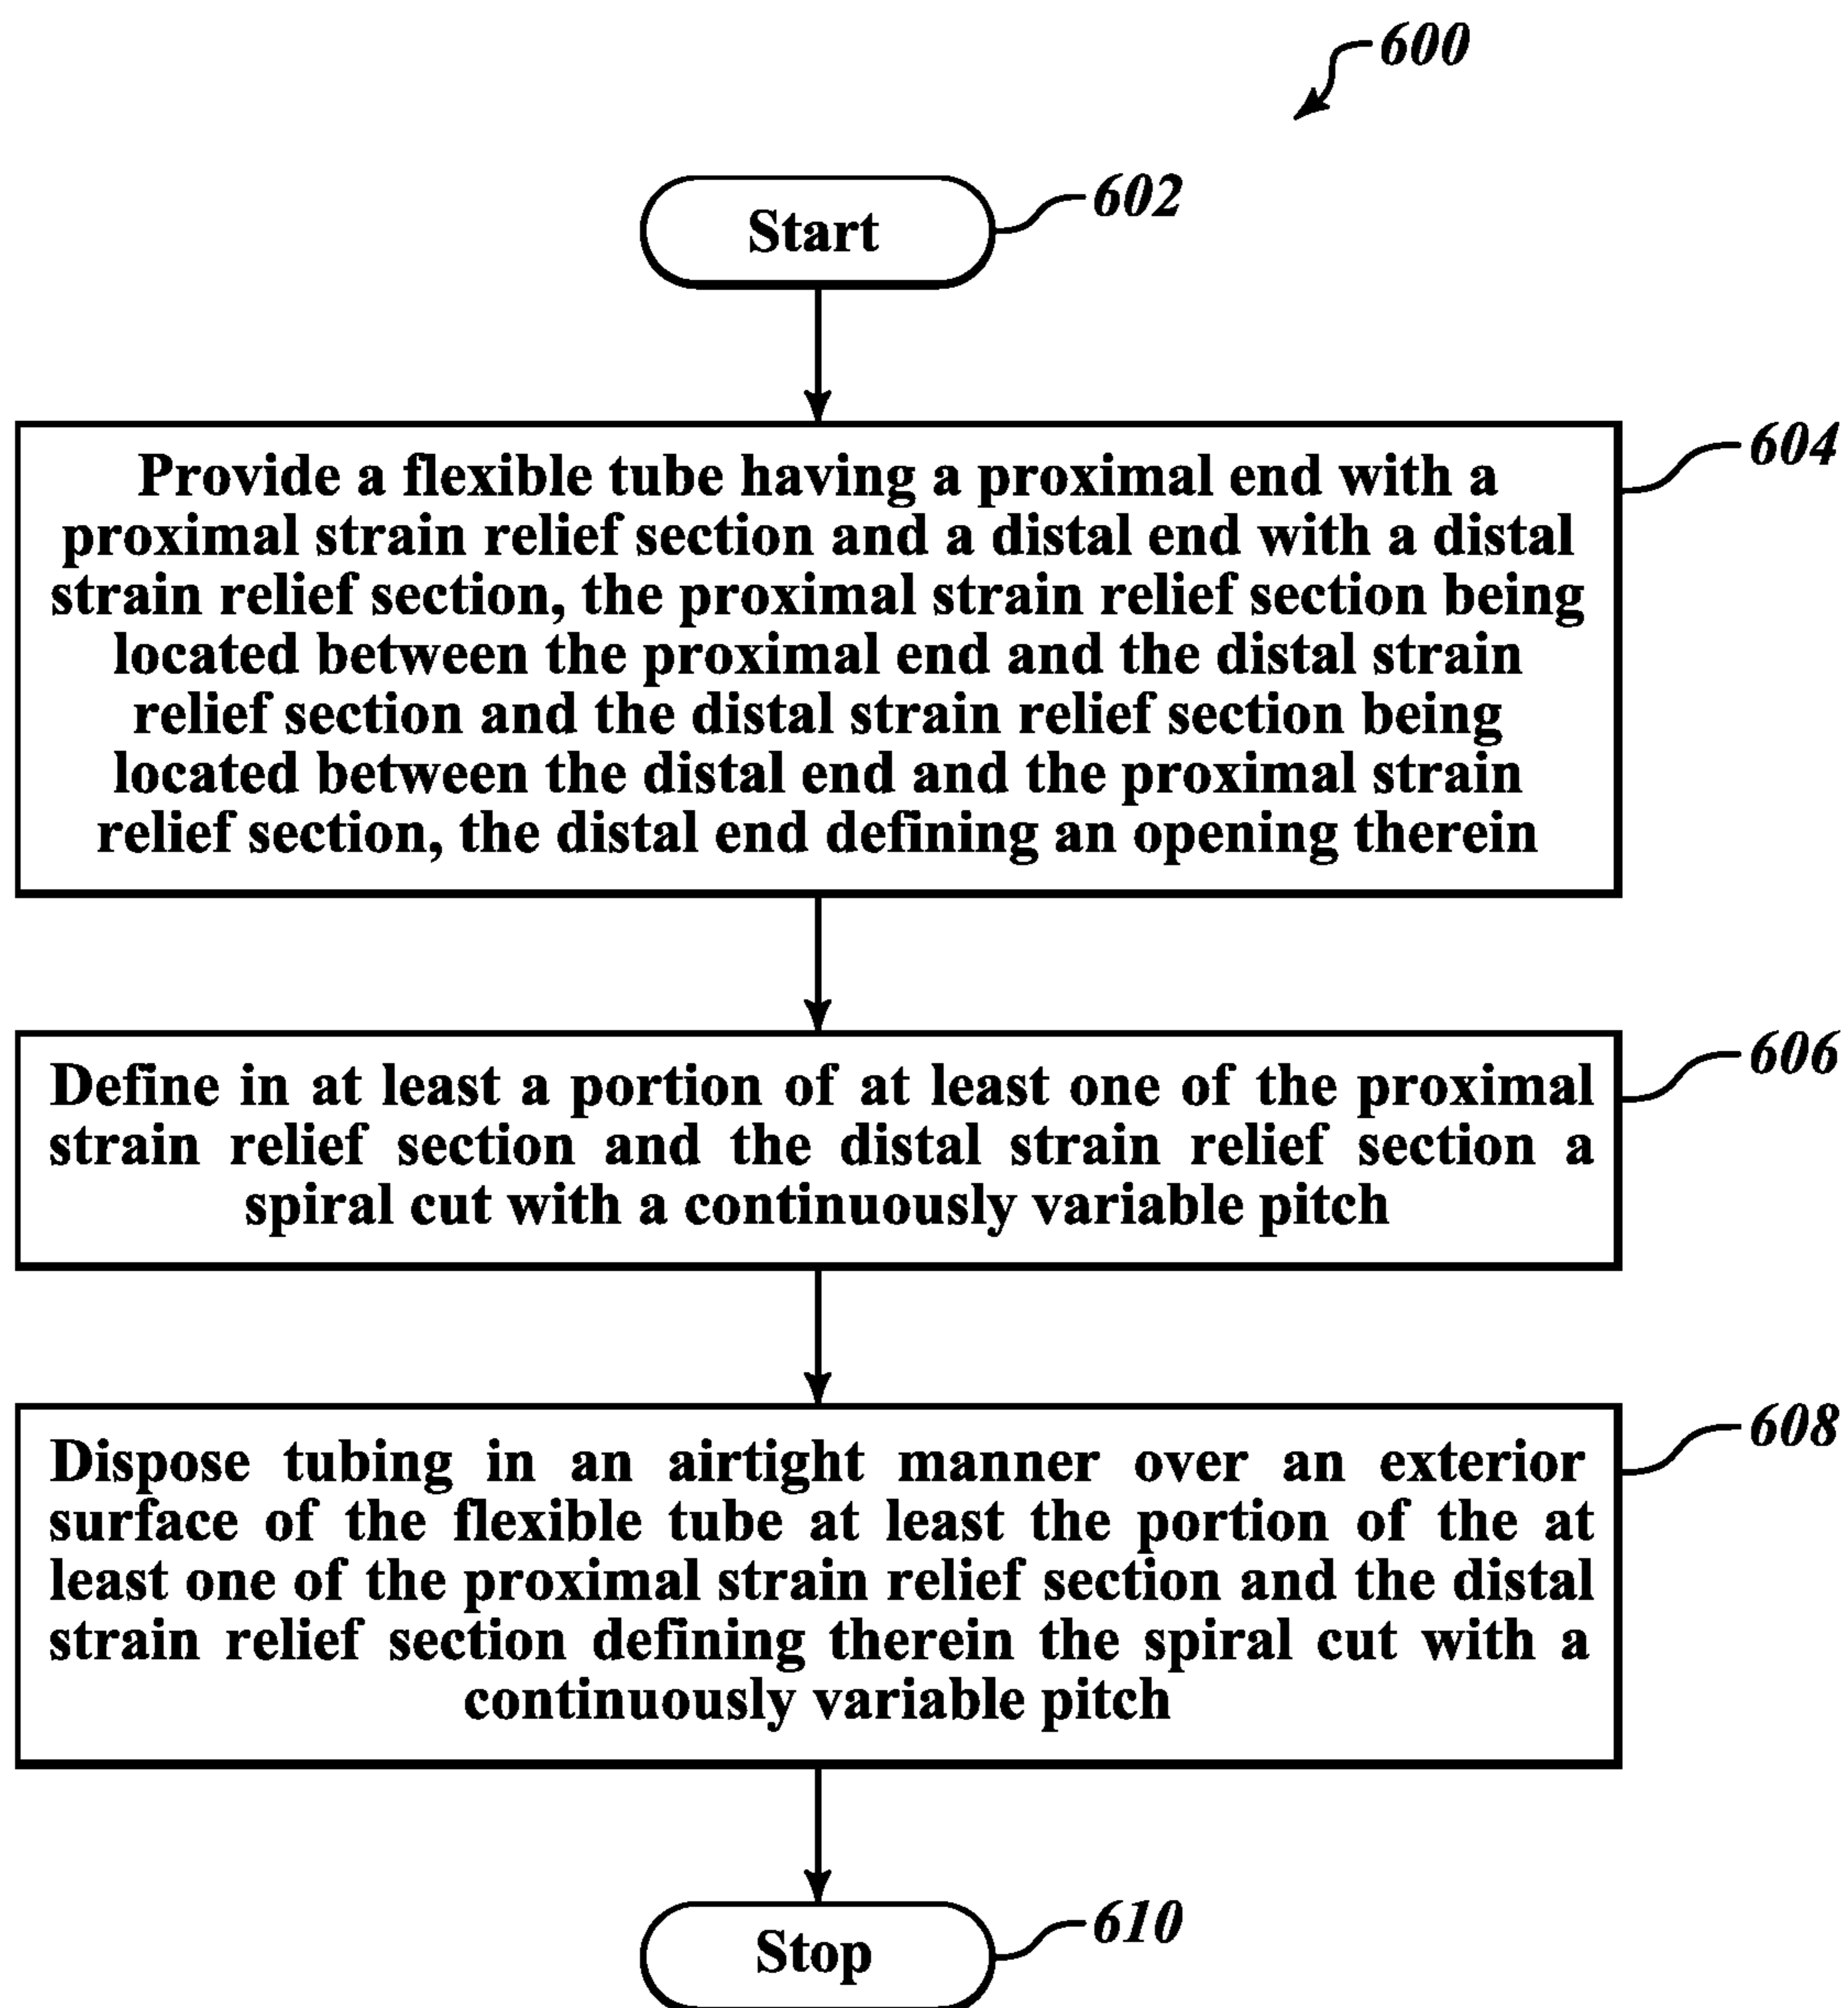 600
Start
602
Provide a flexible tube having a proximal end with a
proximal strain relief section and a distal end with a distal
strain relief section, the proximal strain relief section being
located between the proximal end and the distal strain
relief section and the distal strain relief section being
located between the distal end and the proximal strain
relief section, the distal end defining an opening therein
604
Define in at least a portion of at least one of the proximal
strain relief section and the distal strain relief section a
spiral cut with a continuously variable pitch
606
Dispose tubing in an airtight manner over an exterior
surface of the flexible tube at least the portion of the at
least one of the proximal strain relief section and the distal
strain relief section defining therein the spiral cut with a
continuously variable pitch
608
Stop
610